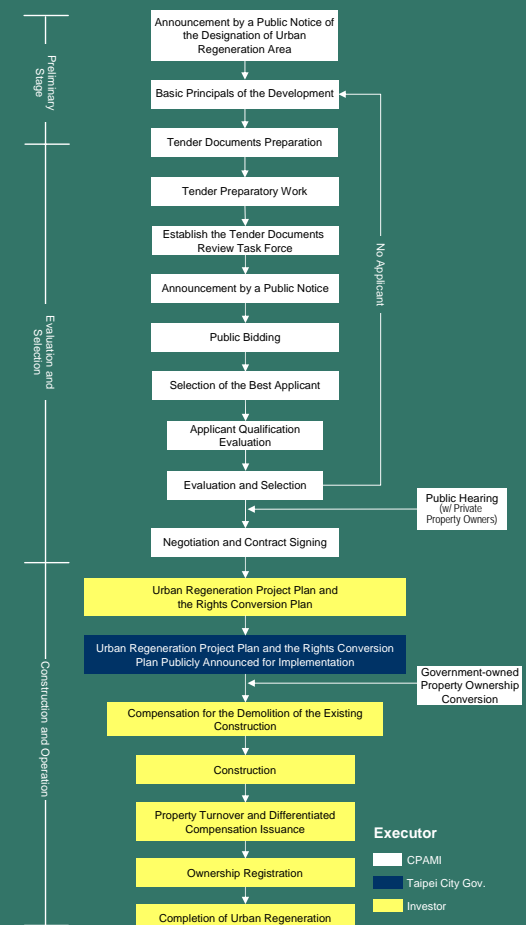 Announcement by a Public Notice of
the Designation of Urban
Regeneration Area
Preliminary
Stage
Basic Principals of the Development
Tender Documents Preparation
Tender Preparatory Work
Establish the Tender Documents
Review Task Force
No Applicant
Announcement by a Public Notice
Evaluation and
Selection
Public Bidding
Selection of the Best Applicant
Applicant Qualification
Evaluation
Evaluation and Selection
Public Hearing
(w/ Private
Property Owners)
Negotiation and Contract Signing
Urban Regeneration Project Plan and
the Rights Conversion Plan
Urban Regeneration Project Plan and the Rights Conversion
Plan Publicly Announced for Implementation
Construction and Operation
Government-owned
Property Ownership
Conversion
Compensation for the Demolition of the Existing
Construction
Construction
Property Turnover and Differentiated
Compensation Issuance
Ownership Registration
Completion of Urban Regeneration
Executor
CPAMI
Taipei City Gov.
Investor